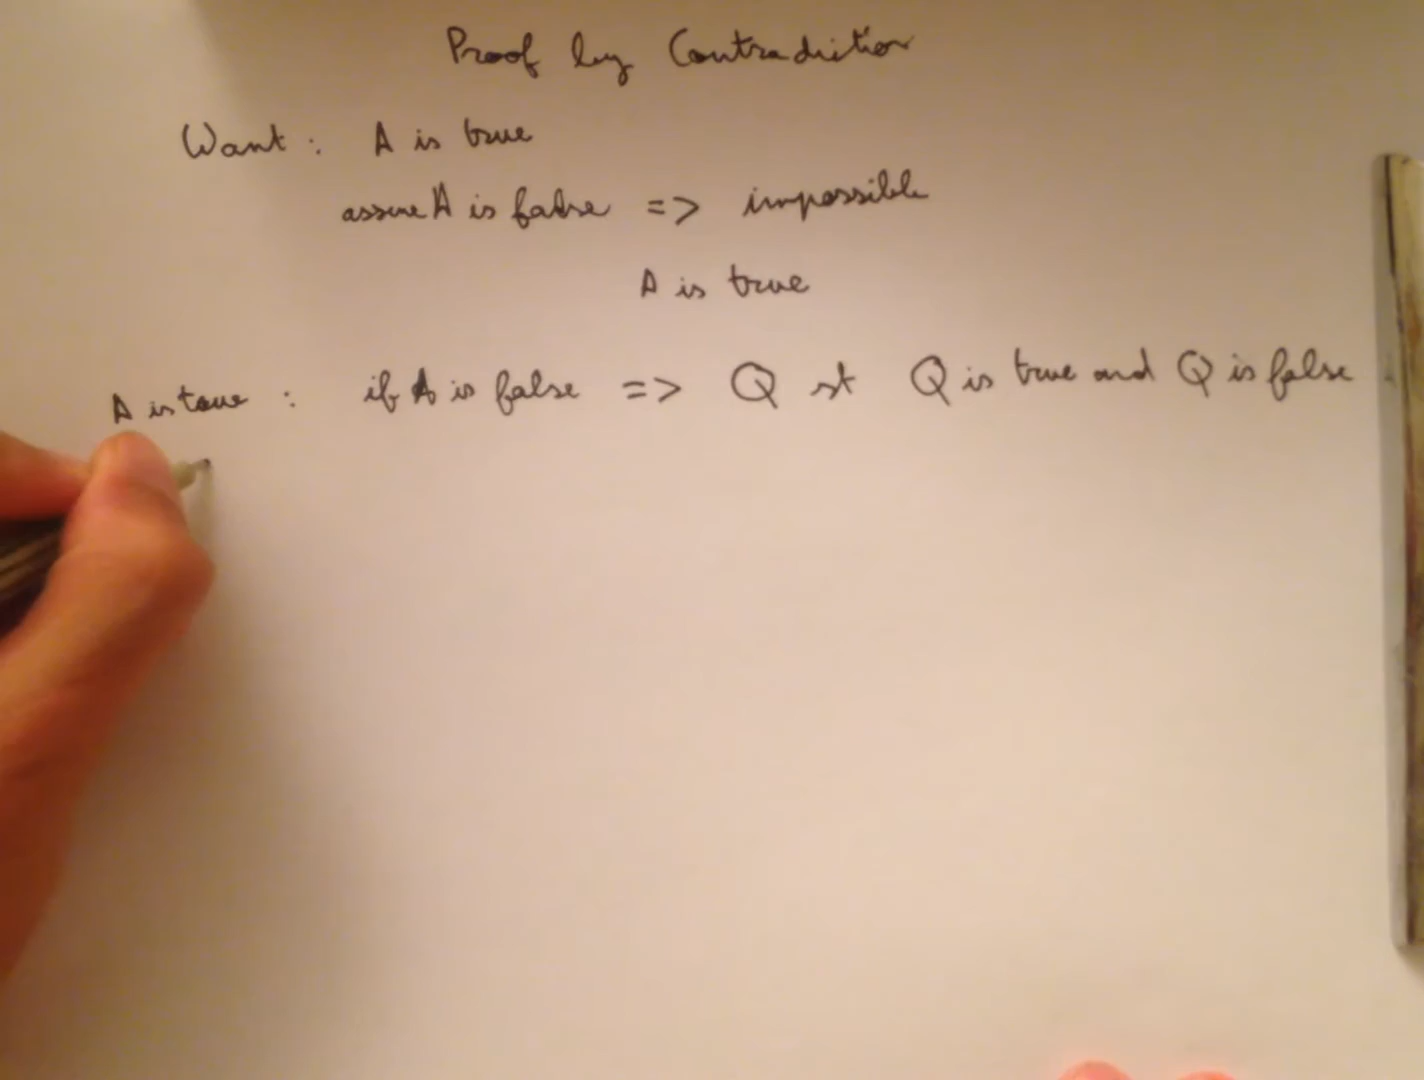 Proof by Contradiction
Want : A is true
assume A is false => impossible
A is true
A is true : if A is false => Q st Q is true and Q is false